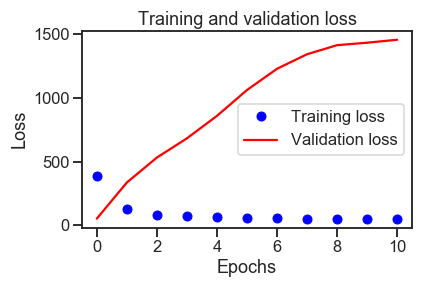 Training and validation loss
1500
1000
500
0
Loss
Training loss
Validation loss
0 2 4 6 8 10
Epochs